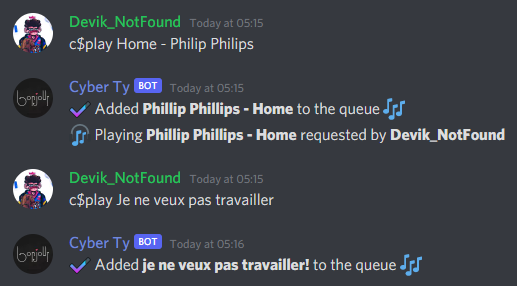 Devik_NotFound Today at 05:15
c$play Home - Philip Philips
bonjour
Cyber Ty BOT Today at 05:15
Added Phillip Phillips - Home to the queue
Playing Phillip Phillips - Home requested by Devik_NotFound
Devik_NotFound Today at 05:15
c$play Je ne veux pas travailler
bonjour
Cyber Ty BOT Today at 05:16
Added je ne veux pas travailler! to the queue